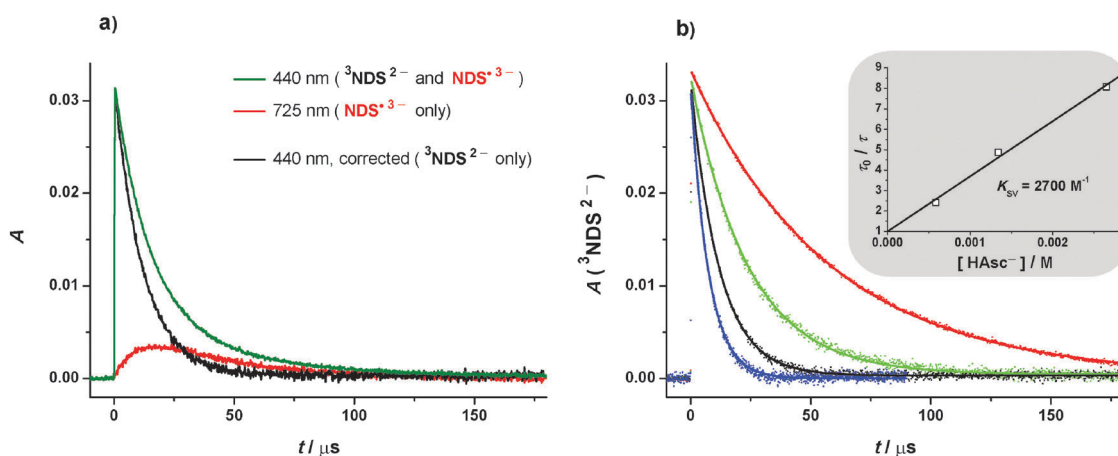 a)
440 nm ( ³NDS²⁻ and NDS•³⁻)
725 nm ( NDS•³⁻ only)
440 nm, corrected ( ³NDS²⁻ only)
A
0.03
0.02
0.01
0.00
0 50 100 150
t / μs
b)
A ( ³NDS²⁻ )
0.03
0.02
0.01
0.00
0 50 100 150
t / μs
τ₀ / τ
9
8
7
6
5
4
3
2
1
K_SV = 2700 M⁻¹
0.000 0.001 0.002
[ HAsc⁻ ] / M